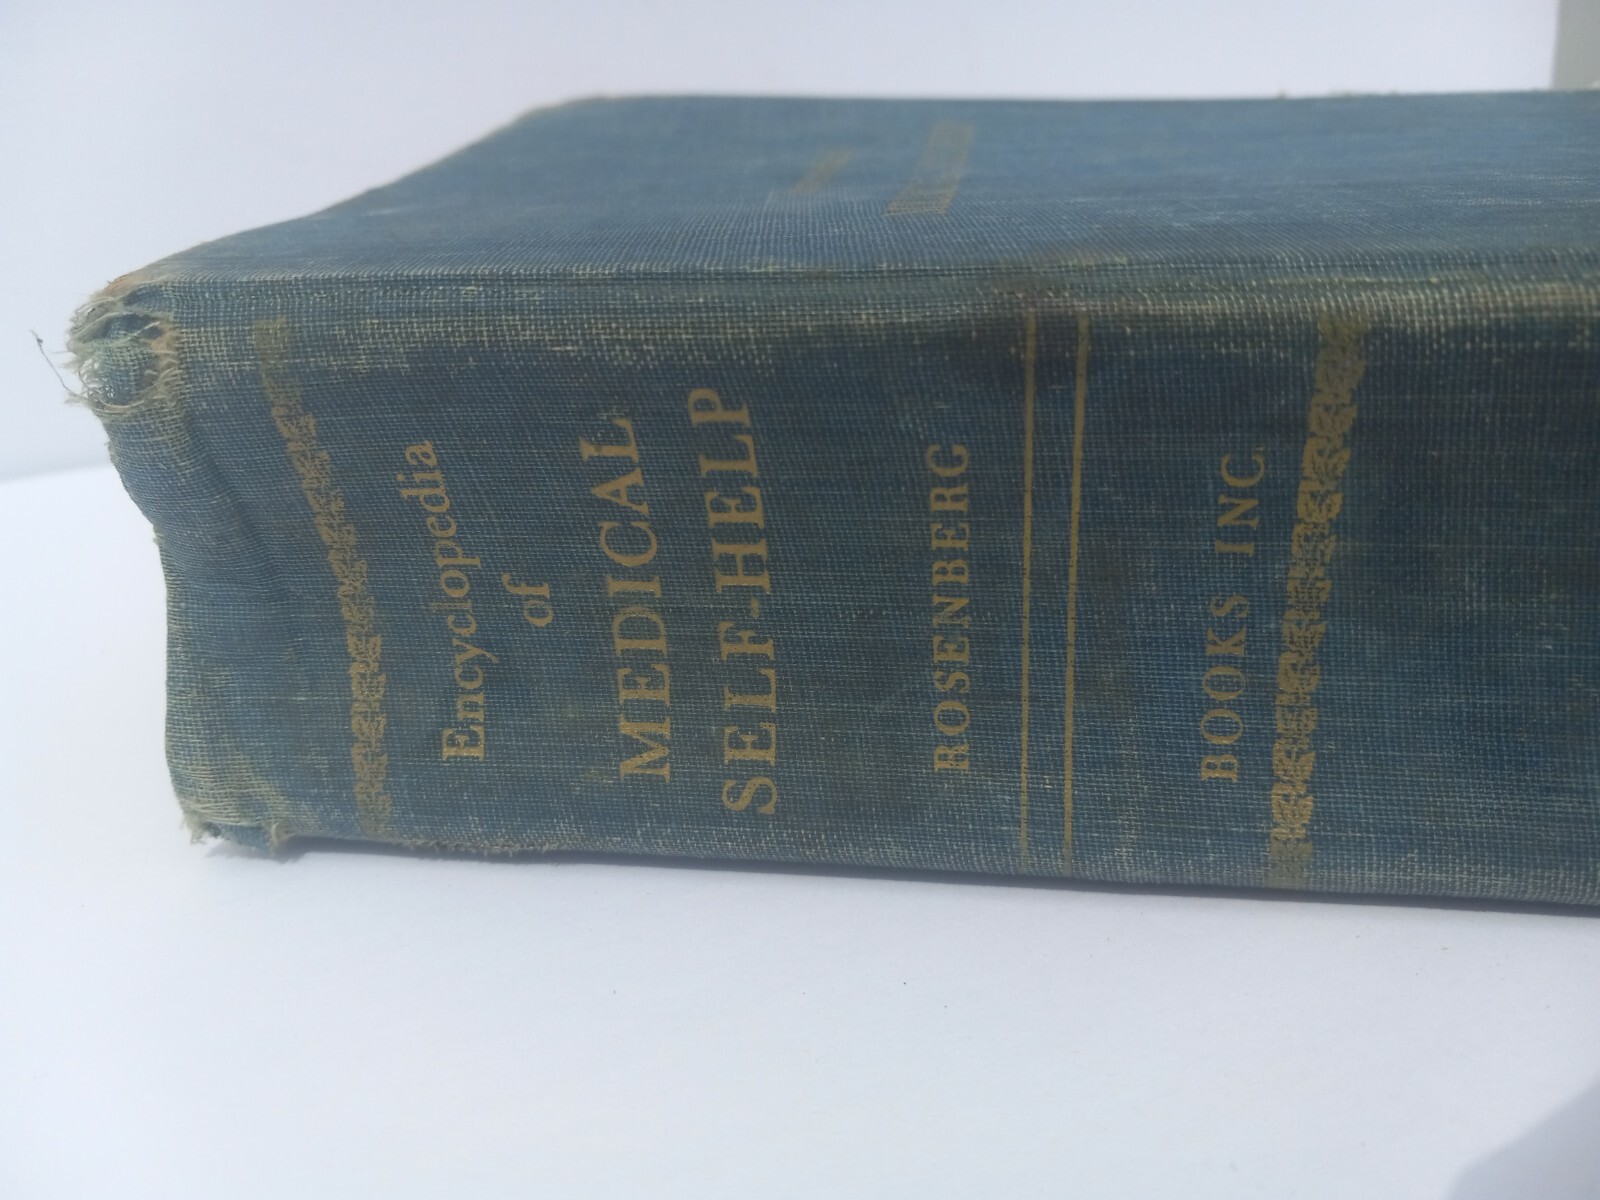 Encyclopedia
of
MEDICAL
SELF-HELP
ROSENBERG
BOOKS INC.